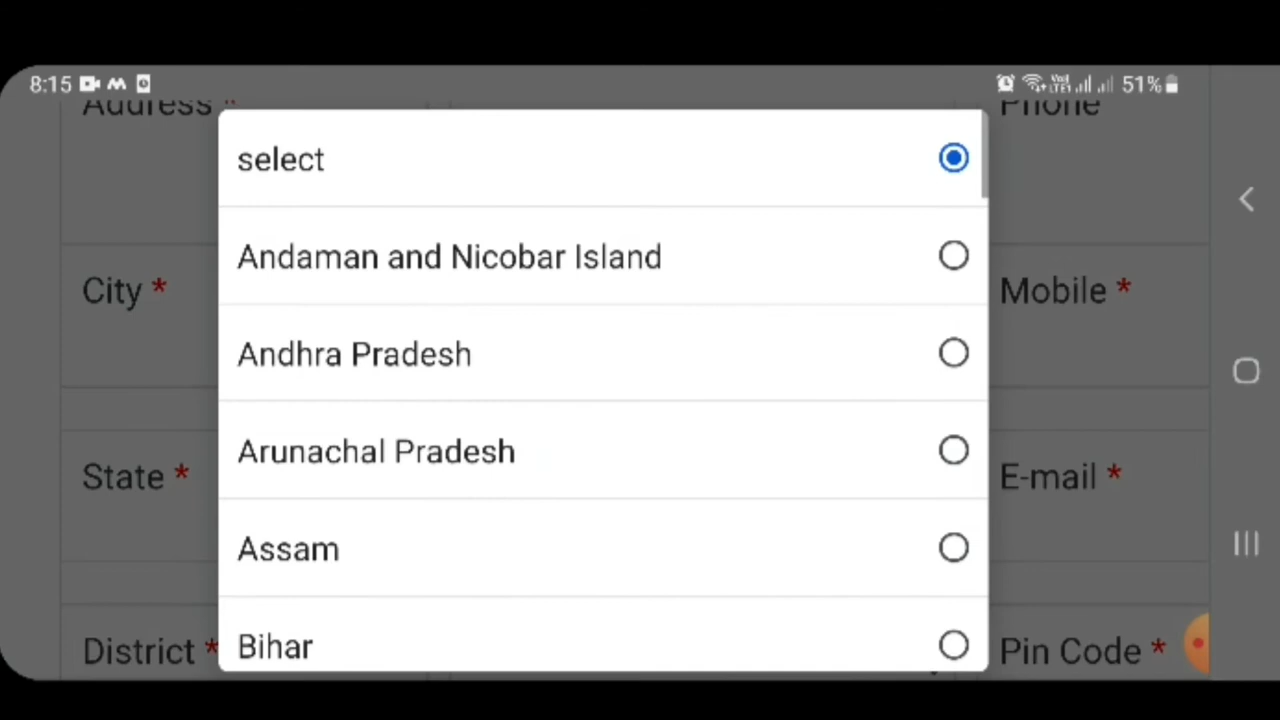 8:15
51%
Address *
Phone
select
Andaman and Nicobar Island
City *
Mobile *
Andhra Pradesh
Arunachal Pradesh
State *
E-mail *
Assam
District *
Bihar
Pin Code *